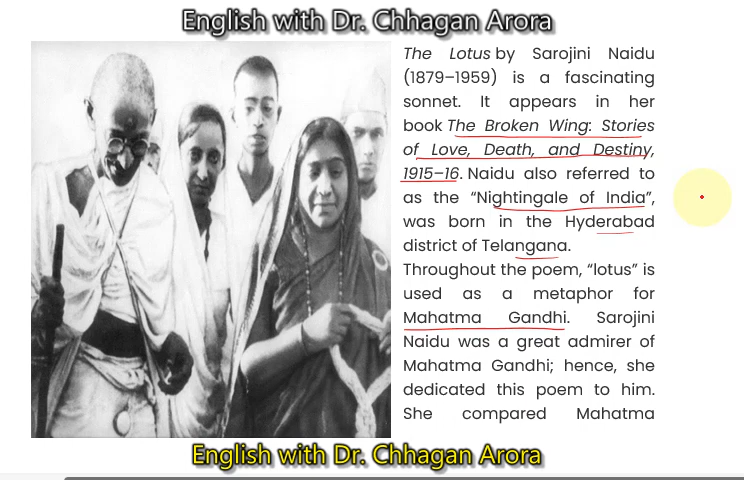 English with Dr. Chhagan Arora
The Lotus by Sarojini Naidu
(1879–1959) is a fascinating
sonnet. It appears in her
book The Broken Wing: Stories
of Love, Death, and Destiny,
1915–16. Naidu also referred to
as the “Nightingale of India”,
was born in the Hyderabad
district of Telangana.
Throughout the poem, “lotus” is
used as a metaphor for
Mahatma Gandhi. Sarojini
Naidu was a great admirer of
Mahatma Gandhi; hence, she
dedicated this poem to him.
She compared Mahatma
English with Dr. Chhagan Arora